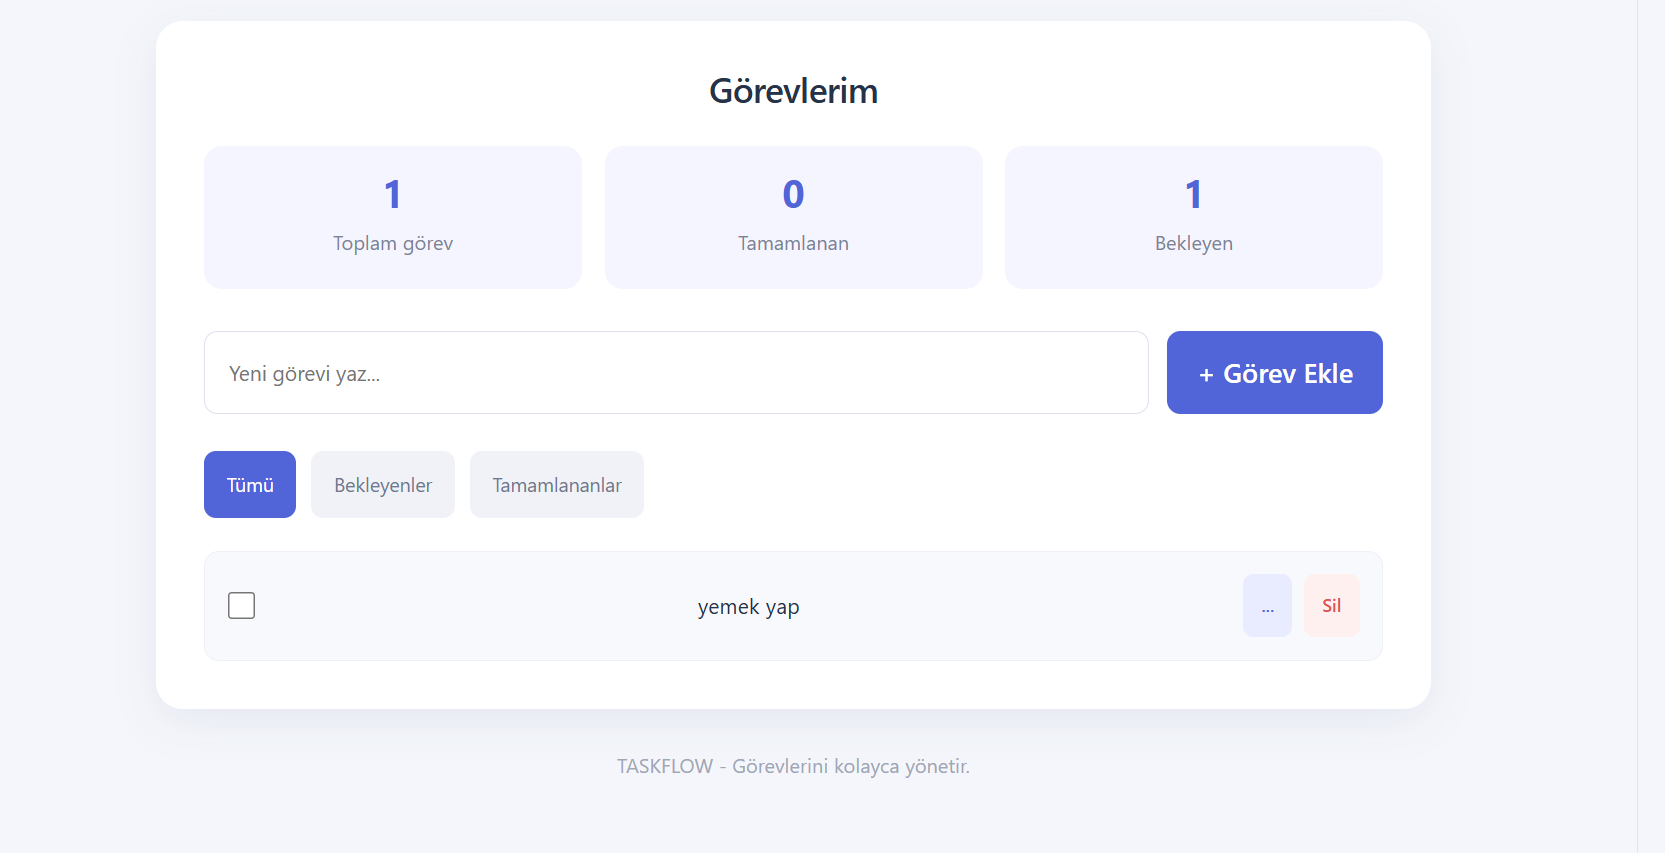 Görevlerim
1
Toplam görev
0
Tamamlanan
1
Bekleyen
Yeni görevi yaz...
+ Görev Ekle
Tümü
Bekleyenler
Tamamlananlar
yemek yap
...
Sil
TASKFLOW - Görevlerini kolayca yönetir.